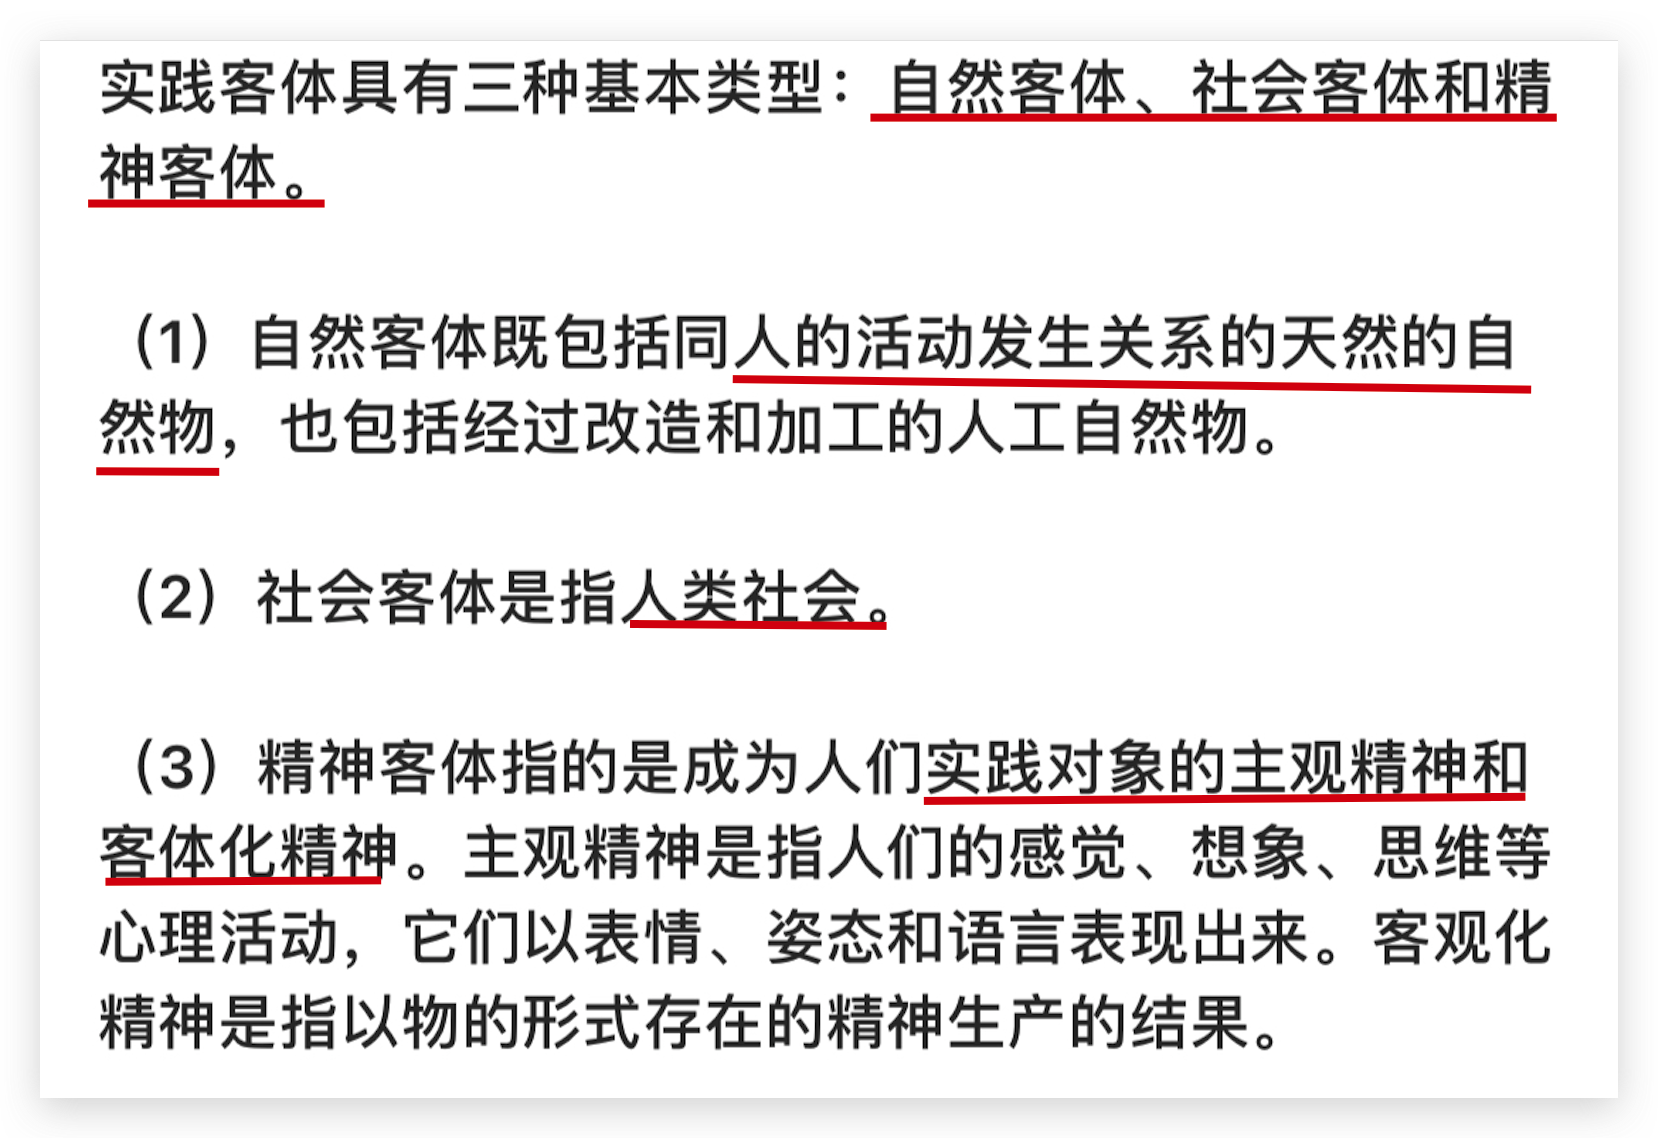 实践客体具有三种基本类型：自然客体、社会客体和精
神客体。
（1）自然客体既包括同人的活动发生关系的天然的自
然物，也包括经过改造和加工的人工自然物。
（2）社会客体是指人类社会。
（3）精神客体指的是成为人们实践对象的主观精神和
客体化精神。主观精神是指人们的感觉、想象、思维等
心理活动，它们以表情、姿态和语言表现出来。客观化
精神是指以物的形式存在的精神生产的结果。